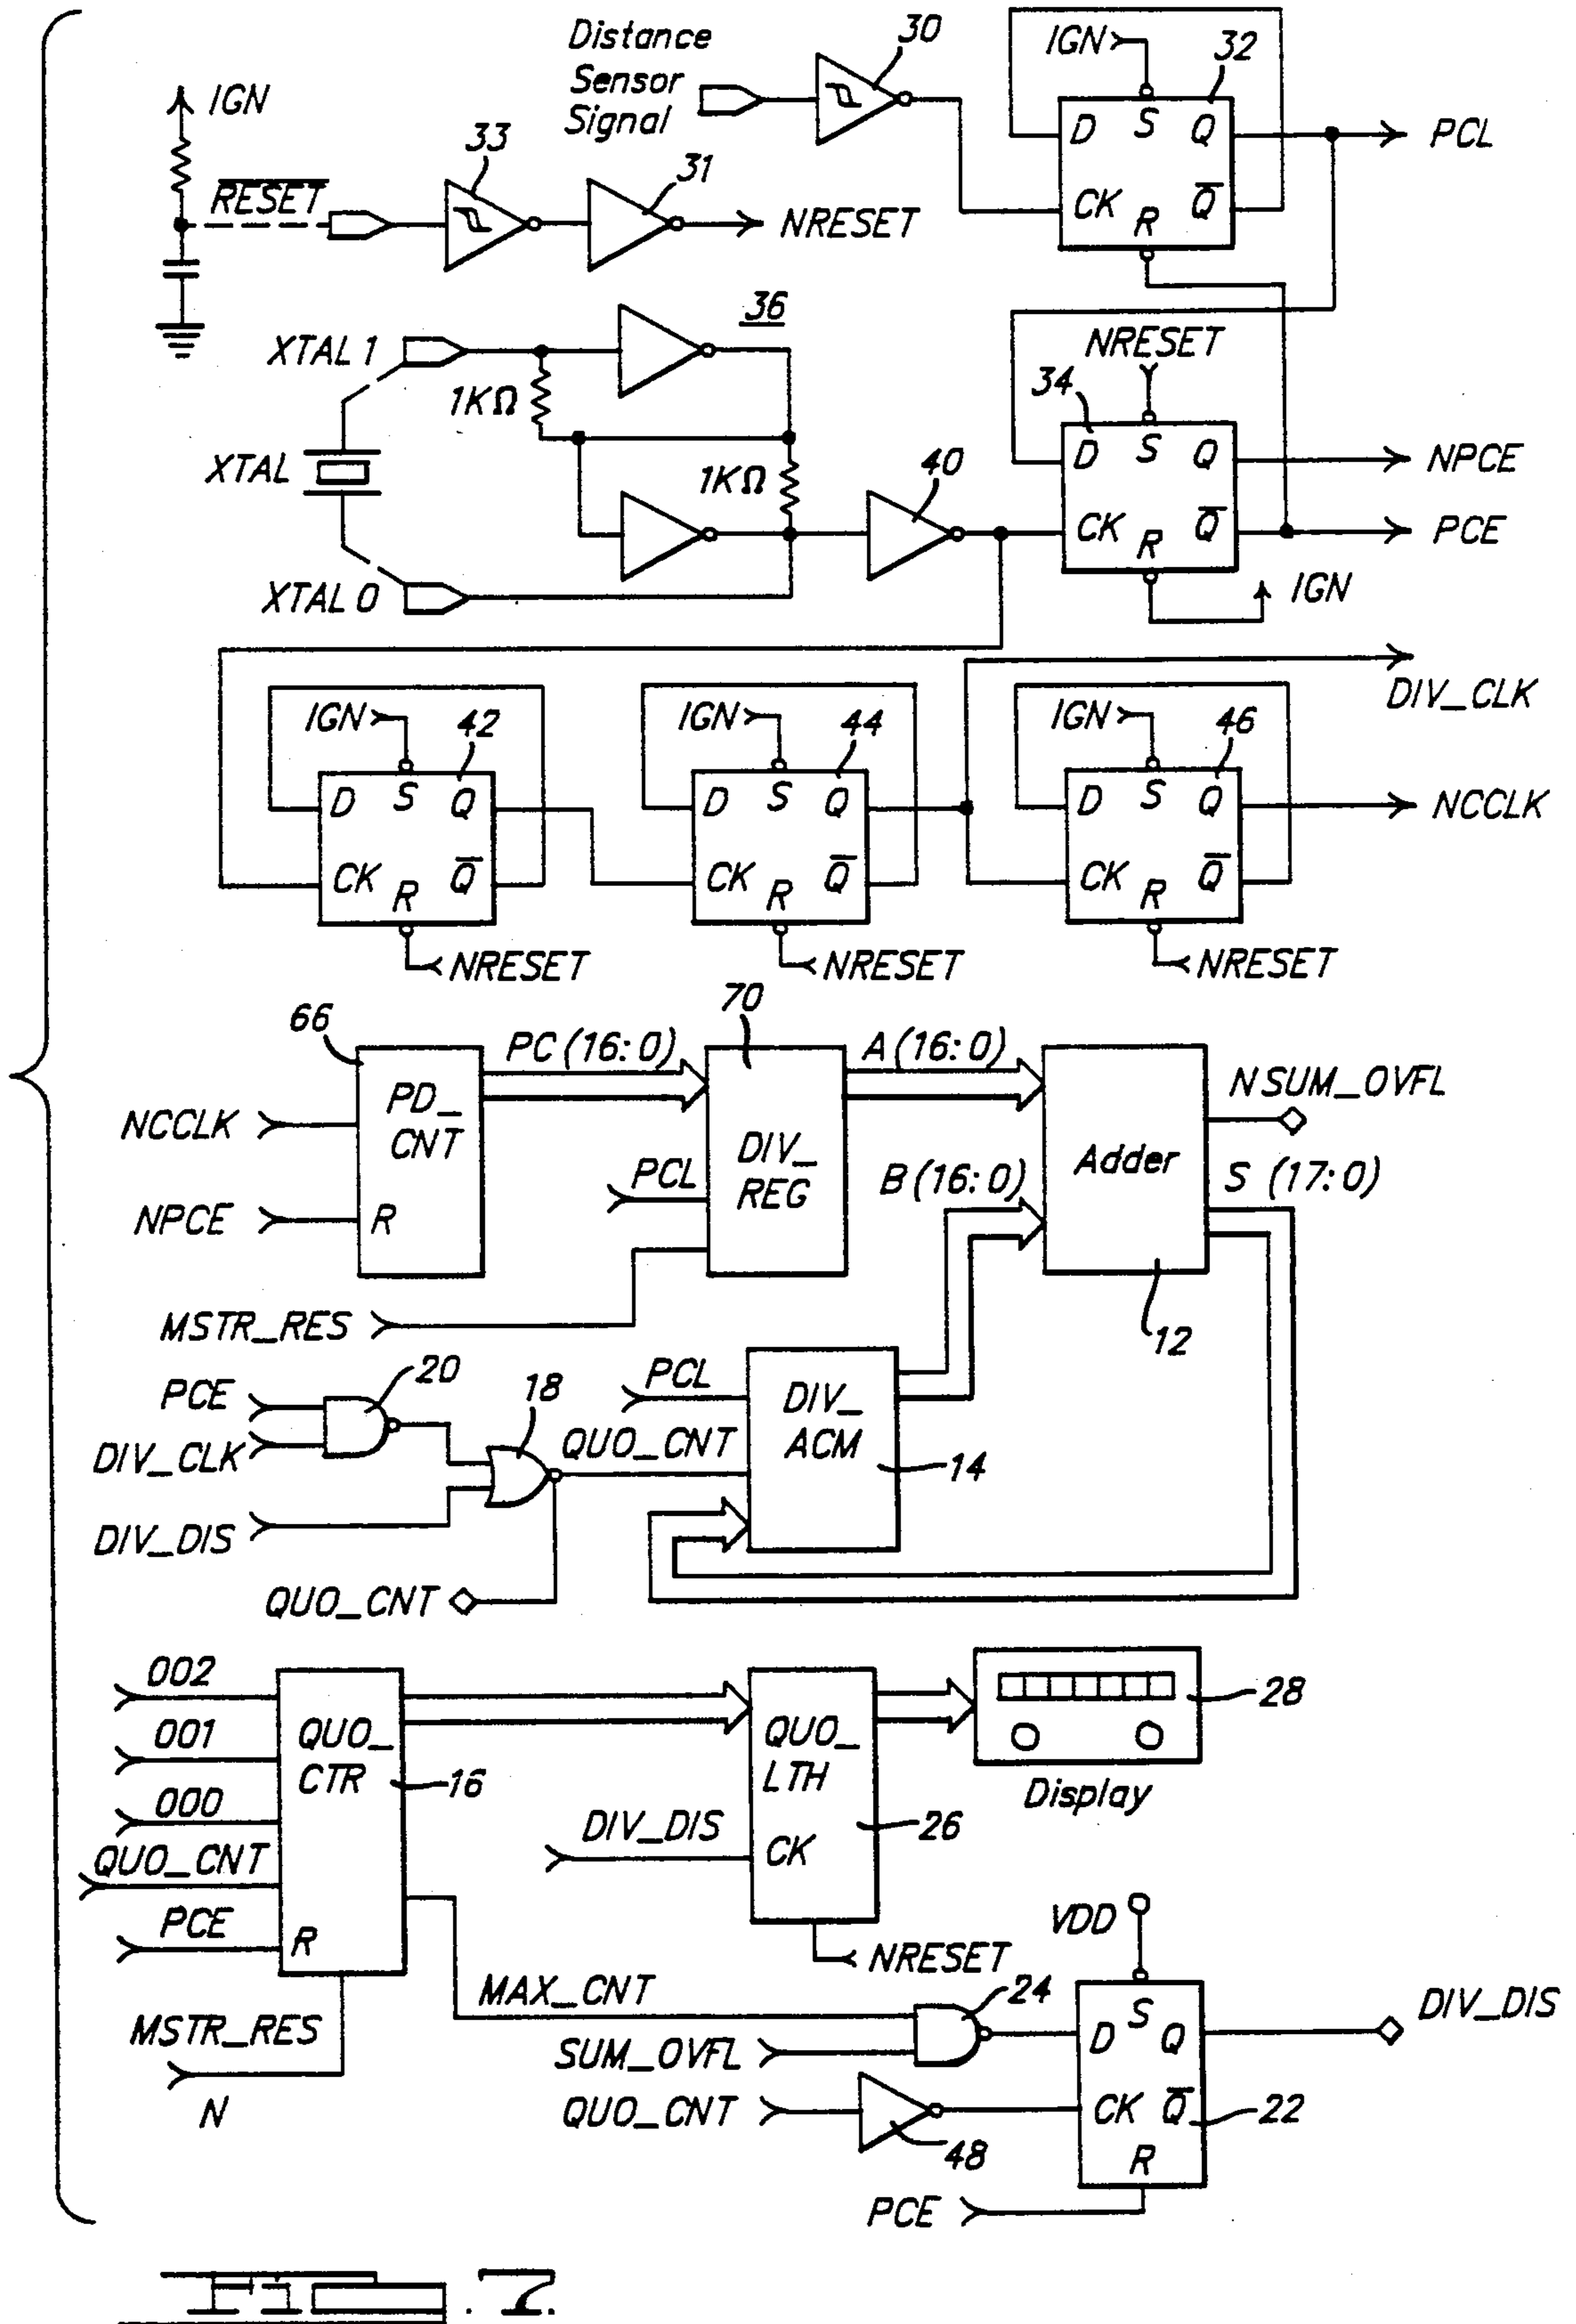 Distance
Sensor
Signal
30
IGN
32
D S Q
PCL
CK R Q̅
IGN
33
R̅E̅S̅E̅T̅
31
NRESET
36
XTAL 1
1KΩ
XTAL
1KΩ
40
XTAL 0
NRESET
34
D S Q
NPCE
CK R Q̅
PCE
IGN
DIV_CLK
IGN
42
D S Q
CK R Q̅
NRESET
IGN
44
D S Q
CK R Q̅
NRESET
IGN
46
D S Q
NCCLK
CK R Q̅
NRESET
66
PD_
CNT
NCCLK
NPCE
R
PC (16:0)
70
DIV_
REG
PCL
MSTR_RES
A (16:0)
B (16:0)
Adder
12
NSUM_OVFL
S (17:0)
PCE
20
DIV_CLK
18
DIV_DIS
QUO_CNT
PCL
QUO_CNT
DIV_
ACM
14
002
001
000
QUO_CNT
PCE
QUO_
CTR
16
R
MSTR_RES
N
QUO_
LTH
DIV_DIS
CK
26
NRESET
28
Display
MAX_CNT
SUM_OVFL
24
QUO_CNT
48
VDD
D S Q
DIV_DIS
CK Q̅
22
R
PCE
FIG. 7.